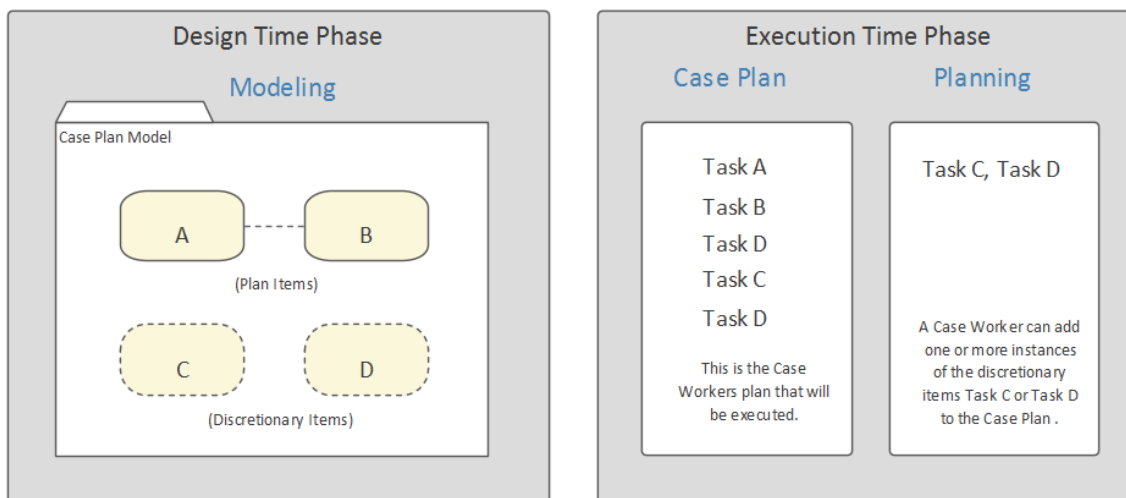 Design Time Phase
Modeling
Case Plan Model
A
B
(Plan Items)
C
D
(Discretionary Items)
Execution Time Phase
Case Plan
Task A
Task B
Task D
Task C
Task D
This is the Case
Workers plan that will
be executed.
Planning
Task C, Task D
A Case Worker can add
one or more instances
of the discretionary
items Task C or Task D
to the Case Plan .